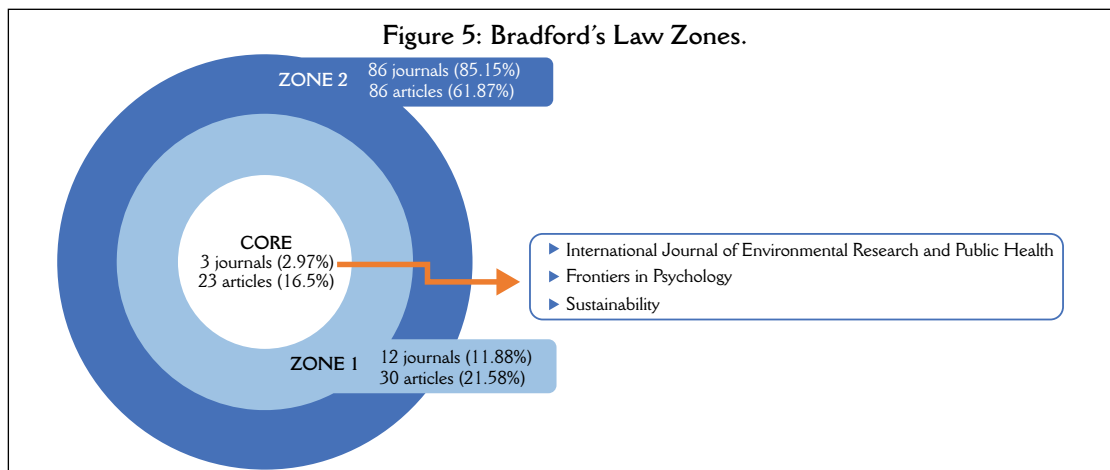 Figure 5: Bradford's Law Zones.
ZONE 2
86 journals (85.15%)
86 articles (61.87%)
CORE
3 journals (2.97%)
23 articles (16.5%)
▶ International Journal of Environmental Research and Public Health
▶ Frontiers in Psychology
▶ Sustainability
ZONE 1
12 journals (11.88%)
30 articles (21.58%)